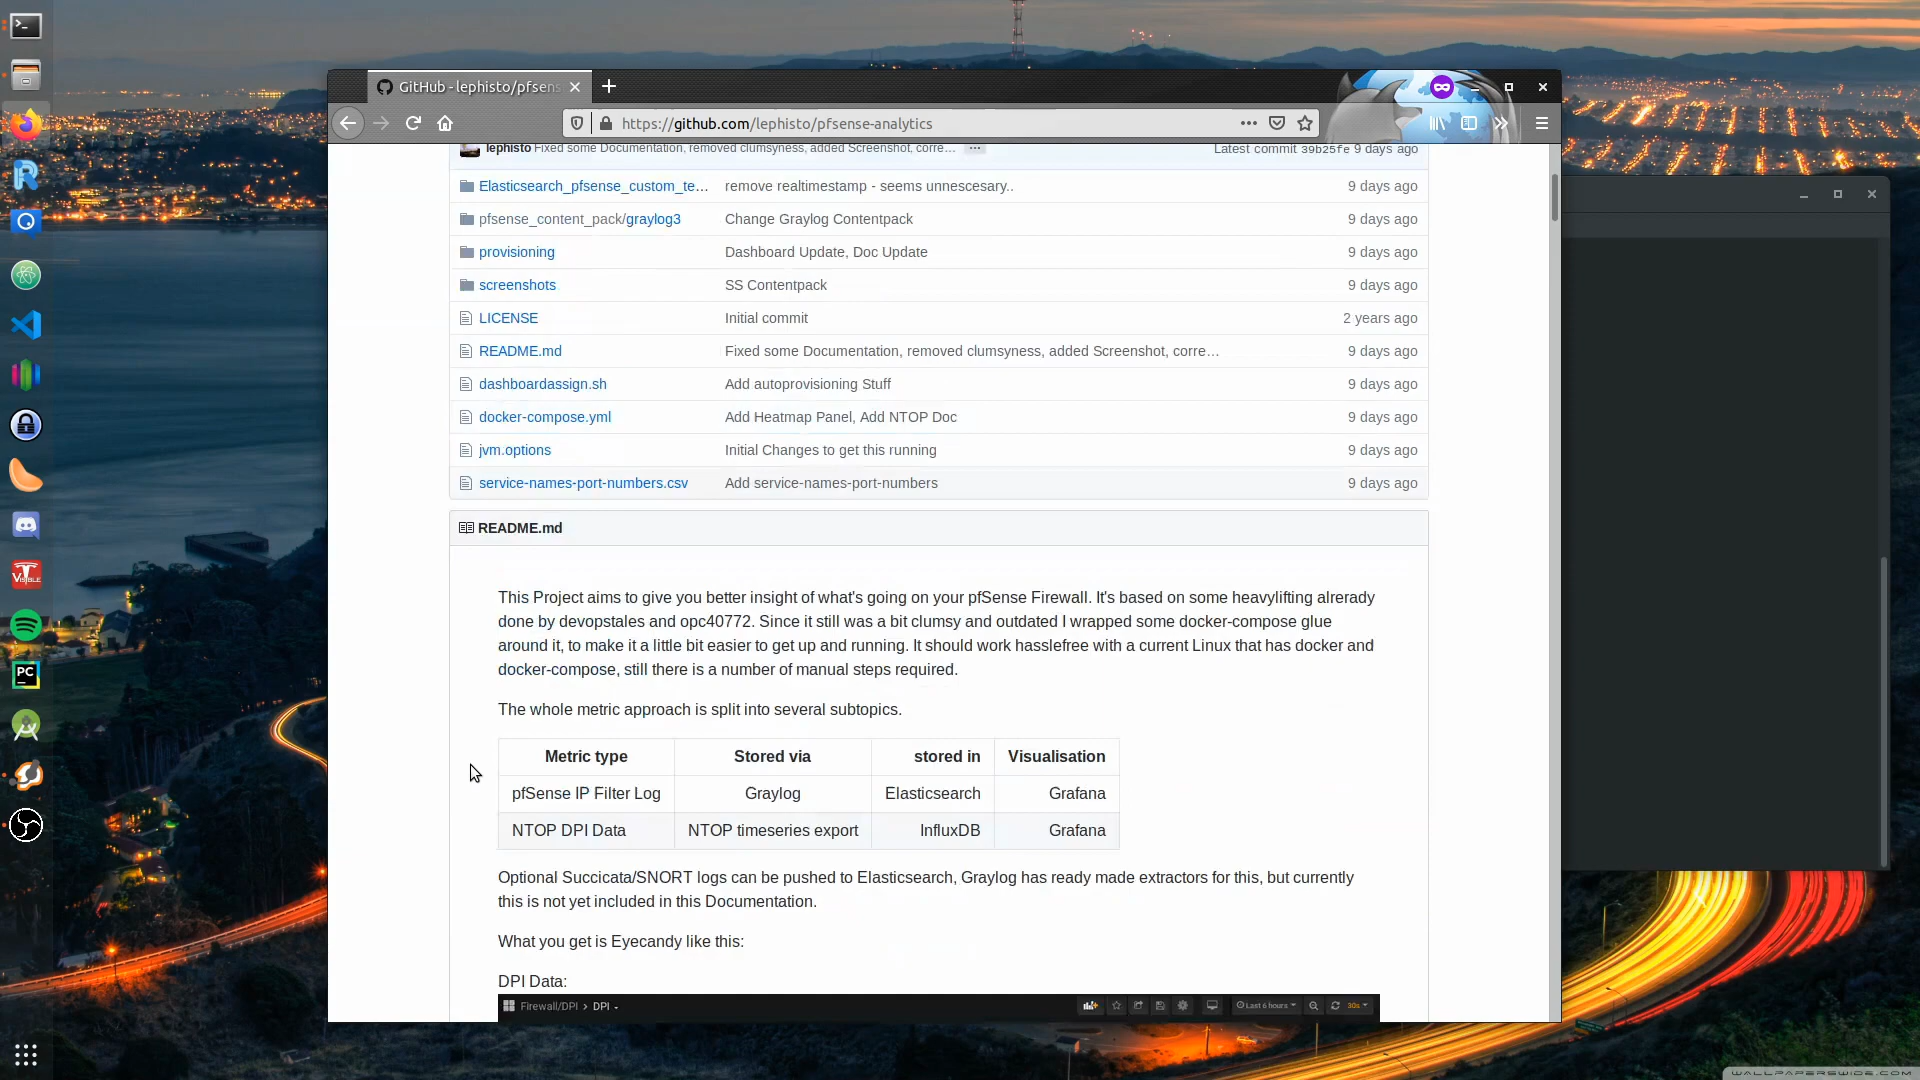 GitHub - lephisto/pfsens
https://github.com/lephisto/pfsense-analytics
lephisto Fixed some Documentation, removed clumsyness, added Screenshot, corre… Latest commit 39b25fe 9 days ago
Elasticsearch_pfsense_custom_te… remove realtimestamp - seems unnescesary.. 9 days ago
pfsense_content_pack/graylog3 Change Graylog Contentpack 9 days ago
provisioning Dashboard Update, Doc Update 9 days ago
screenshots SS Contentpack 9 days ago
LICENSE Initial commit 2 years ago
README.md Fixed some Documentation, removed clumsyness, added Screenshot, corre… 9 days ago
dashboardassign.sh Add autoprovisioning Stuff 9 days ago
docker-compose.yml Add Heatmap Panel, Add NTOP Doc 9 days ago
jvm.options Initial Changes to get this running 9 days ago
service-names-port-numbers.csv Add service-names-port-numbers 9 days ago
README.md
This Project aims to give you better insight of what's going on your pfSense Firewall. It's based on some heavylifting alrerady
done by devopstales and opc40772. Since it still was a bit clumsy and outdated I wrapped some docker-compose glue
around it, to make it a little bit easier to get up and running. It should work hasslefree with a current Linux that has docker and
docker-compose, still there is a number of manual steps required.
The whole metric approach is split into several subtopics.
Metric type Stored via stored in Visualisation
pfSense IP Filter Log Graylog Elasticsearch Grafana
NTOP DPI Data NTOP timeseries export InfluxDB Grafana
Optional Succicata/SNORT logs can be pushed to Elasticsearch, Graylog has ready made extractors for this, but currently
this is not yet included in this Documentation.
What you get is Eyecandy like this:
DPI Data:
Firewall/DPI › DPI Last 6 hours 30s
VISIBLE
PC
WALLPAPERSWIDE.COM